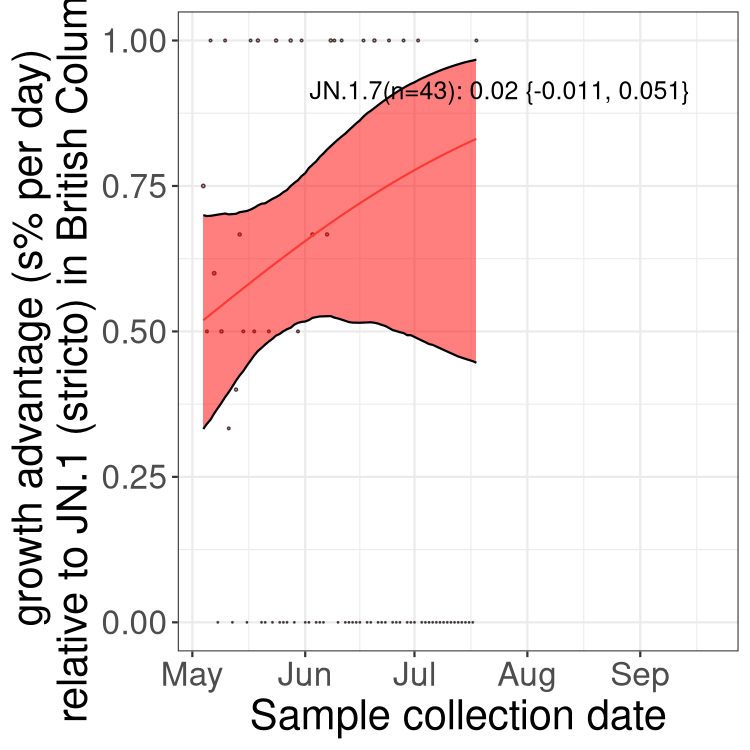 growth advantage (s% per day)
relative to JN.1 (stricto) in British Colum
1.00
0.75
0.50
0.25
0.00
JN.1.7(n=43): 0.02 {-0.011, 0.051}
May Jun Jul Aug Sep
Sample collection date